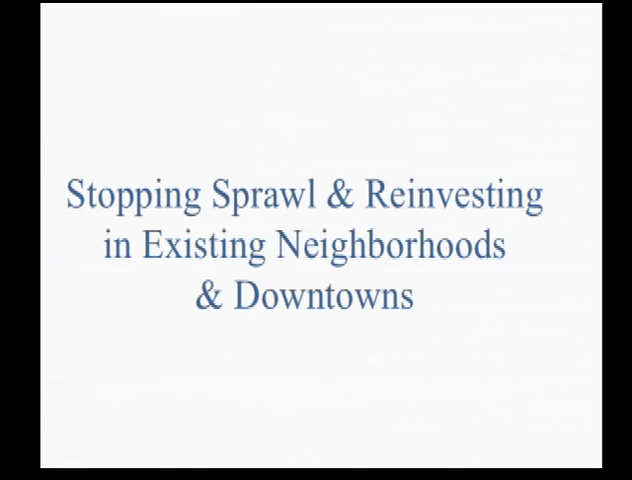 Stopping Sprawl & Reinvesting
in Existing Neighborhoods
& Downtowns